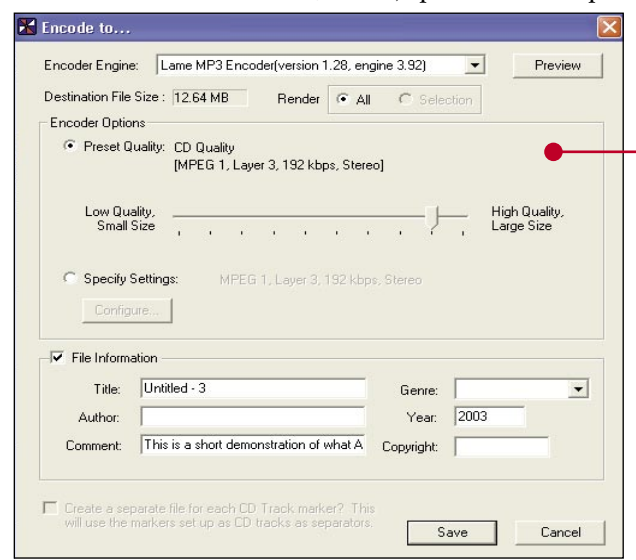 Encode to...
Encoder Engine: Lame MP3 Encoder(version 1.28, engine 3.92) Preview
Destination File Size : 12.64 MB Render All Selection
Encoder Options
Preset Quality: CD Quality
[MPEG 1, Layer 3, 192 kbps, Stereo]
Low Quality, High Quality,
Small Size Large Size
Specify Settings: MPEG 1, Layer 3, 192 kbps, Stereo
Configure...
File Information
Title: Untitled - 3 Genre:
Author: Year: 2003
Comment: This is a short demonstration of what A Copyright:
Create a separate file for each CD Track marker? This
will use the markers set up as CD tracks as separators.
Save Cancel